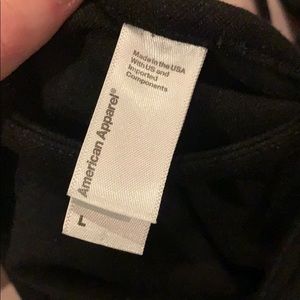 Made in the USA
With US and
Imported
Components
American Apparel®
L